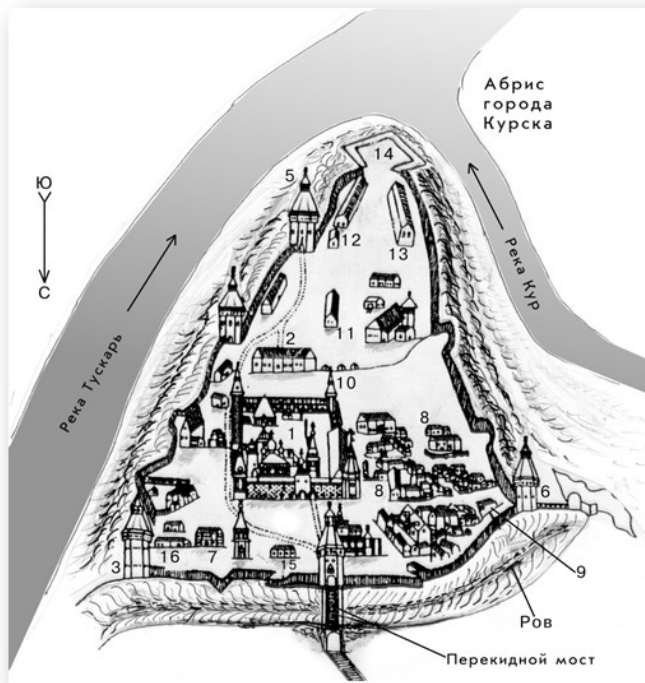 Абрис
города
Курска
Ю
С
Река Тускарь
Река Кур
14
5
12
13
11
2
10
1
8
8
6
3
16
7
15
9
Ров
Перекидной мост